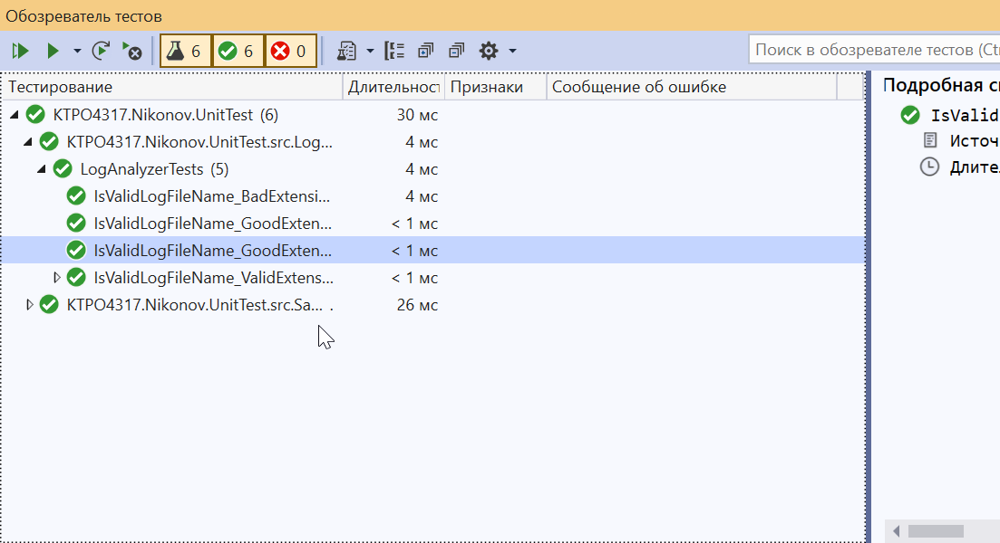 Обозреватель тестов
6 6 0
Поиск в обозревателе тестов (Ct
Тестирование Длительност Признаки Сообщение об ошибке
KTPO4317.Nikonov.UnitTest (6) 30 мс
KTPO4317.Nikonov.UnitTest.src.Log... 4 мс
LogAnalyzerTests (5) 4 мс
IsValidLogFileName_BadExtensi... 4 мс
IsValidLogFileName_GoodExten... < 1 мс
IsValidLogFileName_GoodExten... < 1 мс
IsValidLogFileName_ValidExtens... < 1 мс
KTPO4317.Nikonov.UnitTest.src.Sa... . 26 мс
Подробная с
IsValid
Источ
Длите